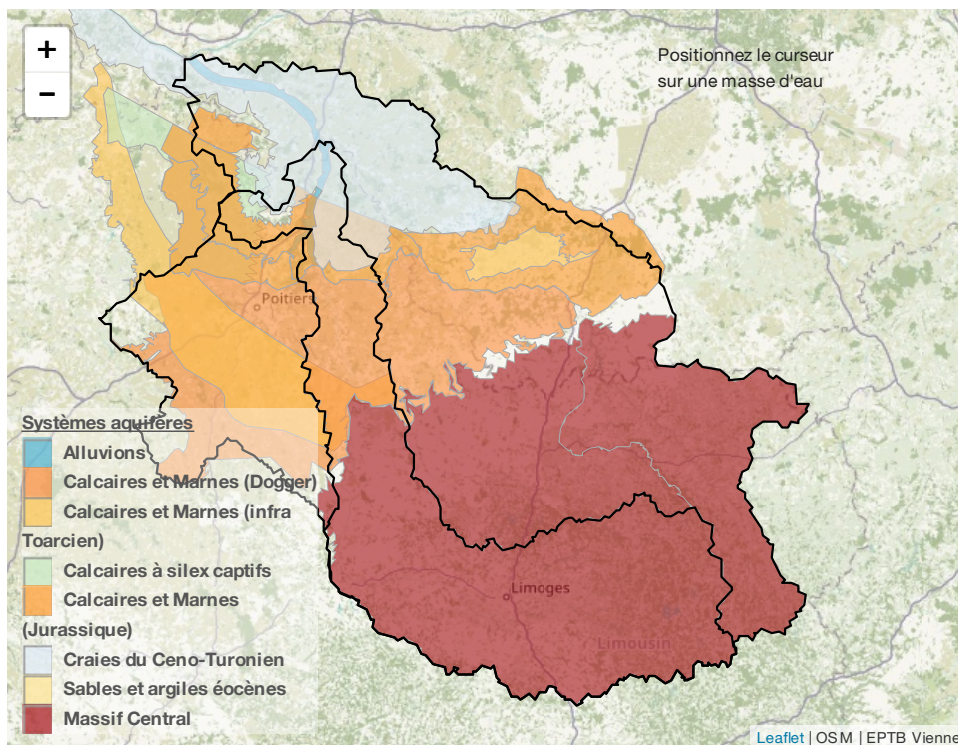 +
−
Positionnez le curseur
sur une masse d'eau
Poitiers
Systèmes aquifères
Alluvions
Calcaires et Marnes (Dogger)
Calcaires et Marnes (infra
Toarcien)
Calcaires à silex captifs
Calcaires et Marnes
(Jurassique)
Craies du Ceno-Turonien
Sables et argiles éocènes
Massif Central
Limoges
Limousin
Leaflet | OSM | EPTB Vienne